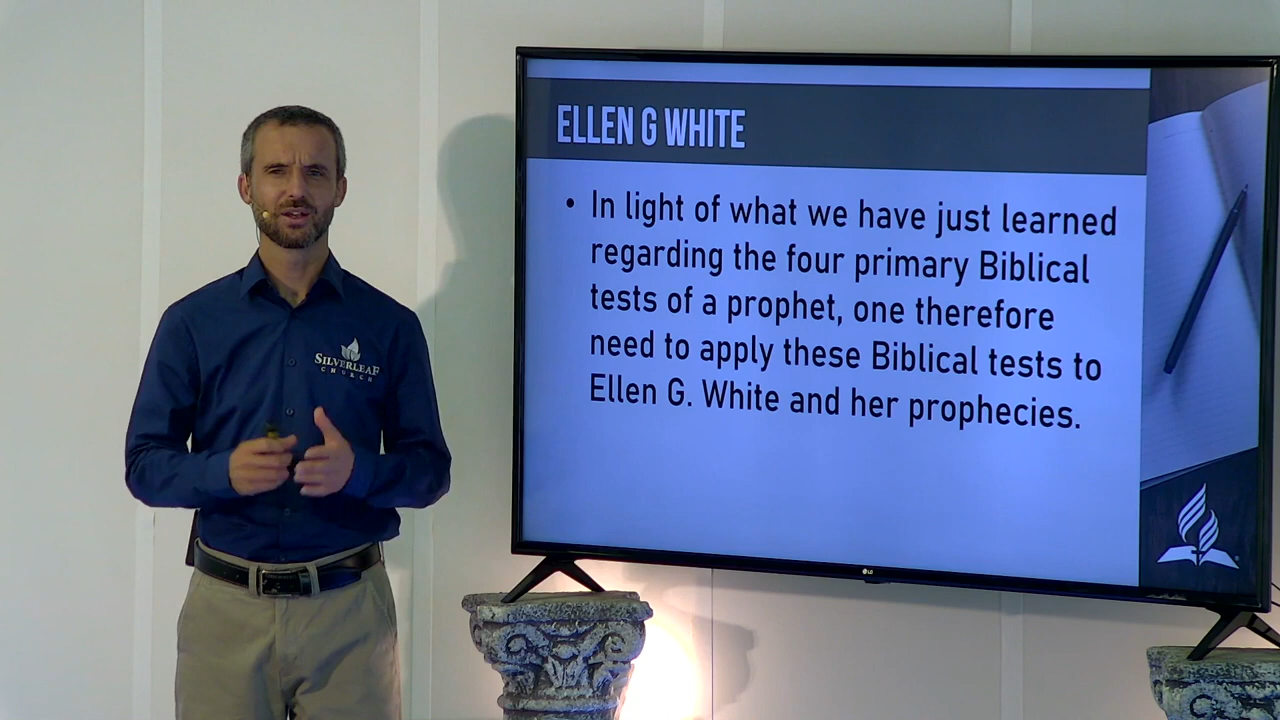 ELLEN G WHITE
• In light of what we have just learned
regarding the four primary Biblical
tests of a prophet, one therefore
need to apply these Biblical tests to
Ellen G. White and her prophecies.
SILVERLEAF
CHURCH
LG